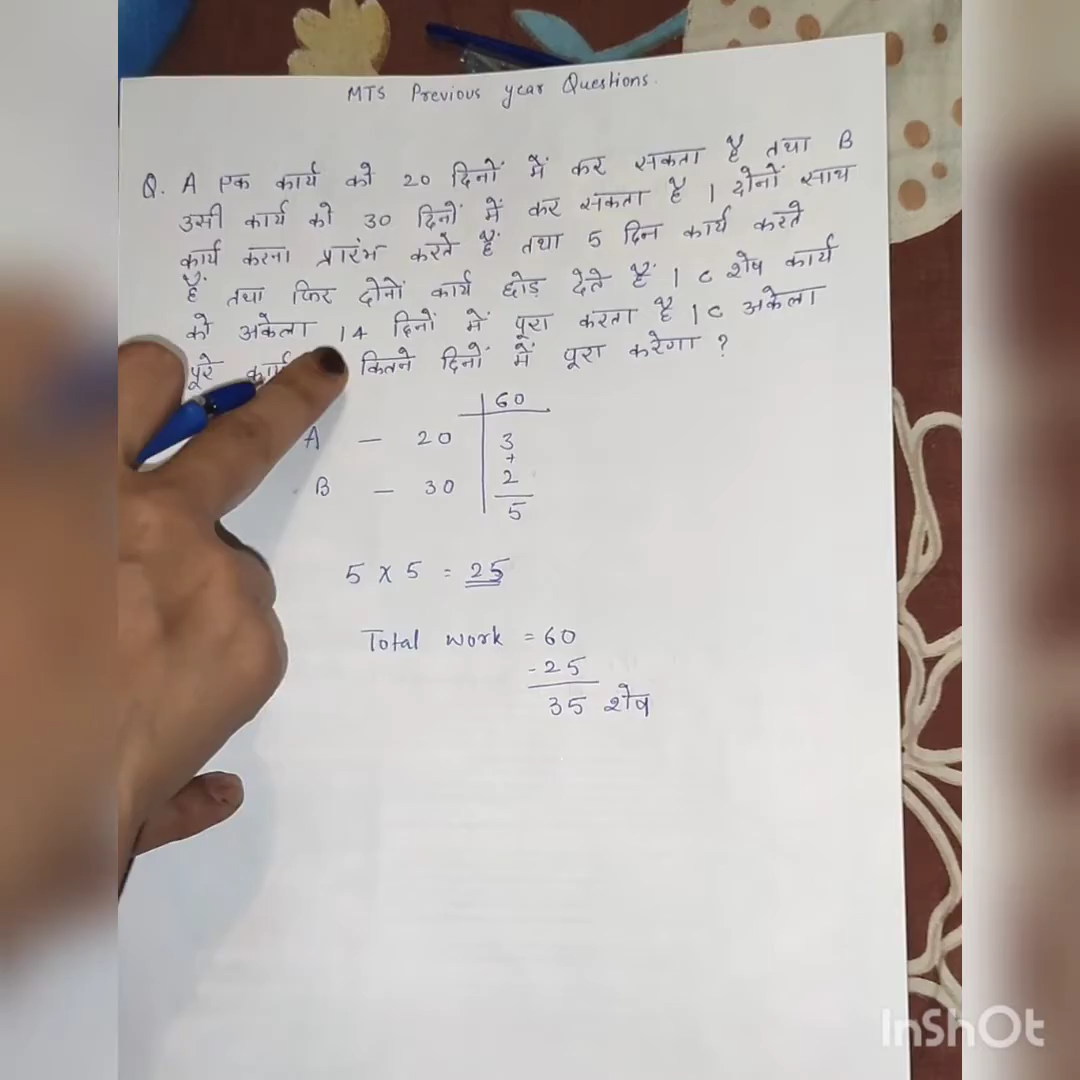 MTS Previous year Questions.
Q. A एक कार्य को 20 दिनों में कर सकता है तथा B
उसी कार्य को 30 दिनों में कर सकता है । दोनों साथ
कार्य करना प्रारंभ करते हैं तथा 5 दिन कार्य करते
हैं तथा फिर दोनों कार्य छोड़ देते हैं । C शेष कार्य
को अकेला 14 दिनों में पूरा करता है । C अकेला
पूरे कितने दिनों में पूरा करेगा ?
60
A — 20 3
+
B — 30 2
5
5 x 5 = 25
Total work = 60
- 25
35 शेष
InShOt